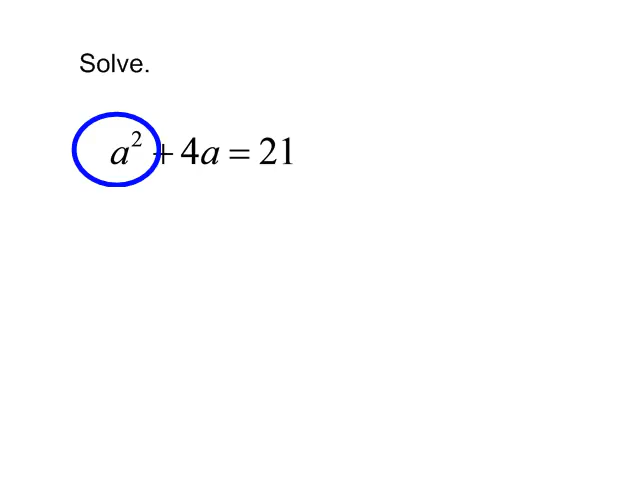 Solve.
a² + 4a = 21